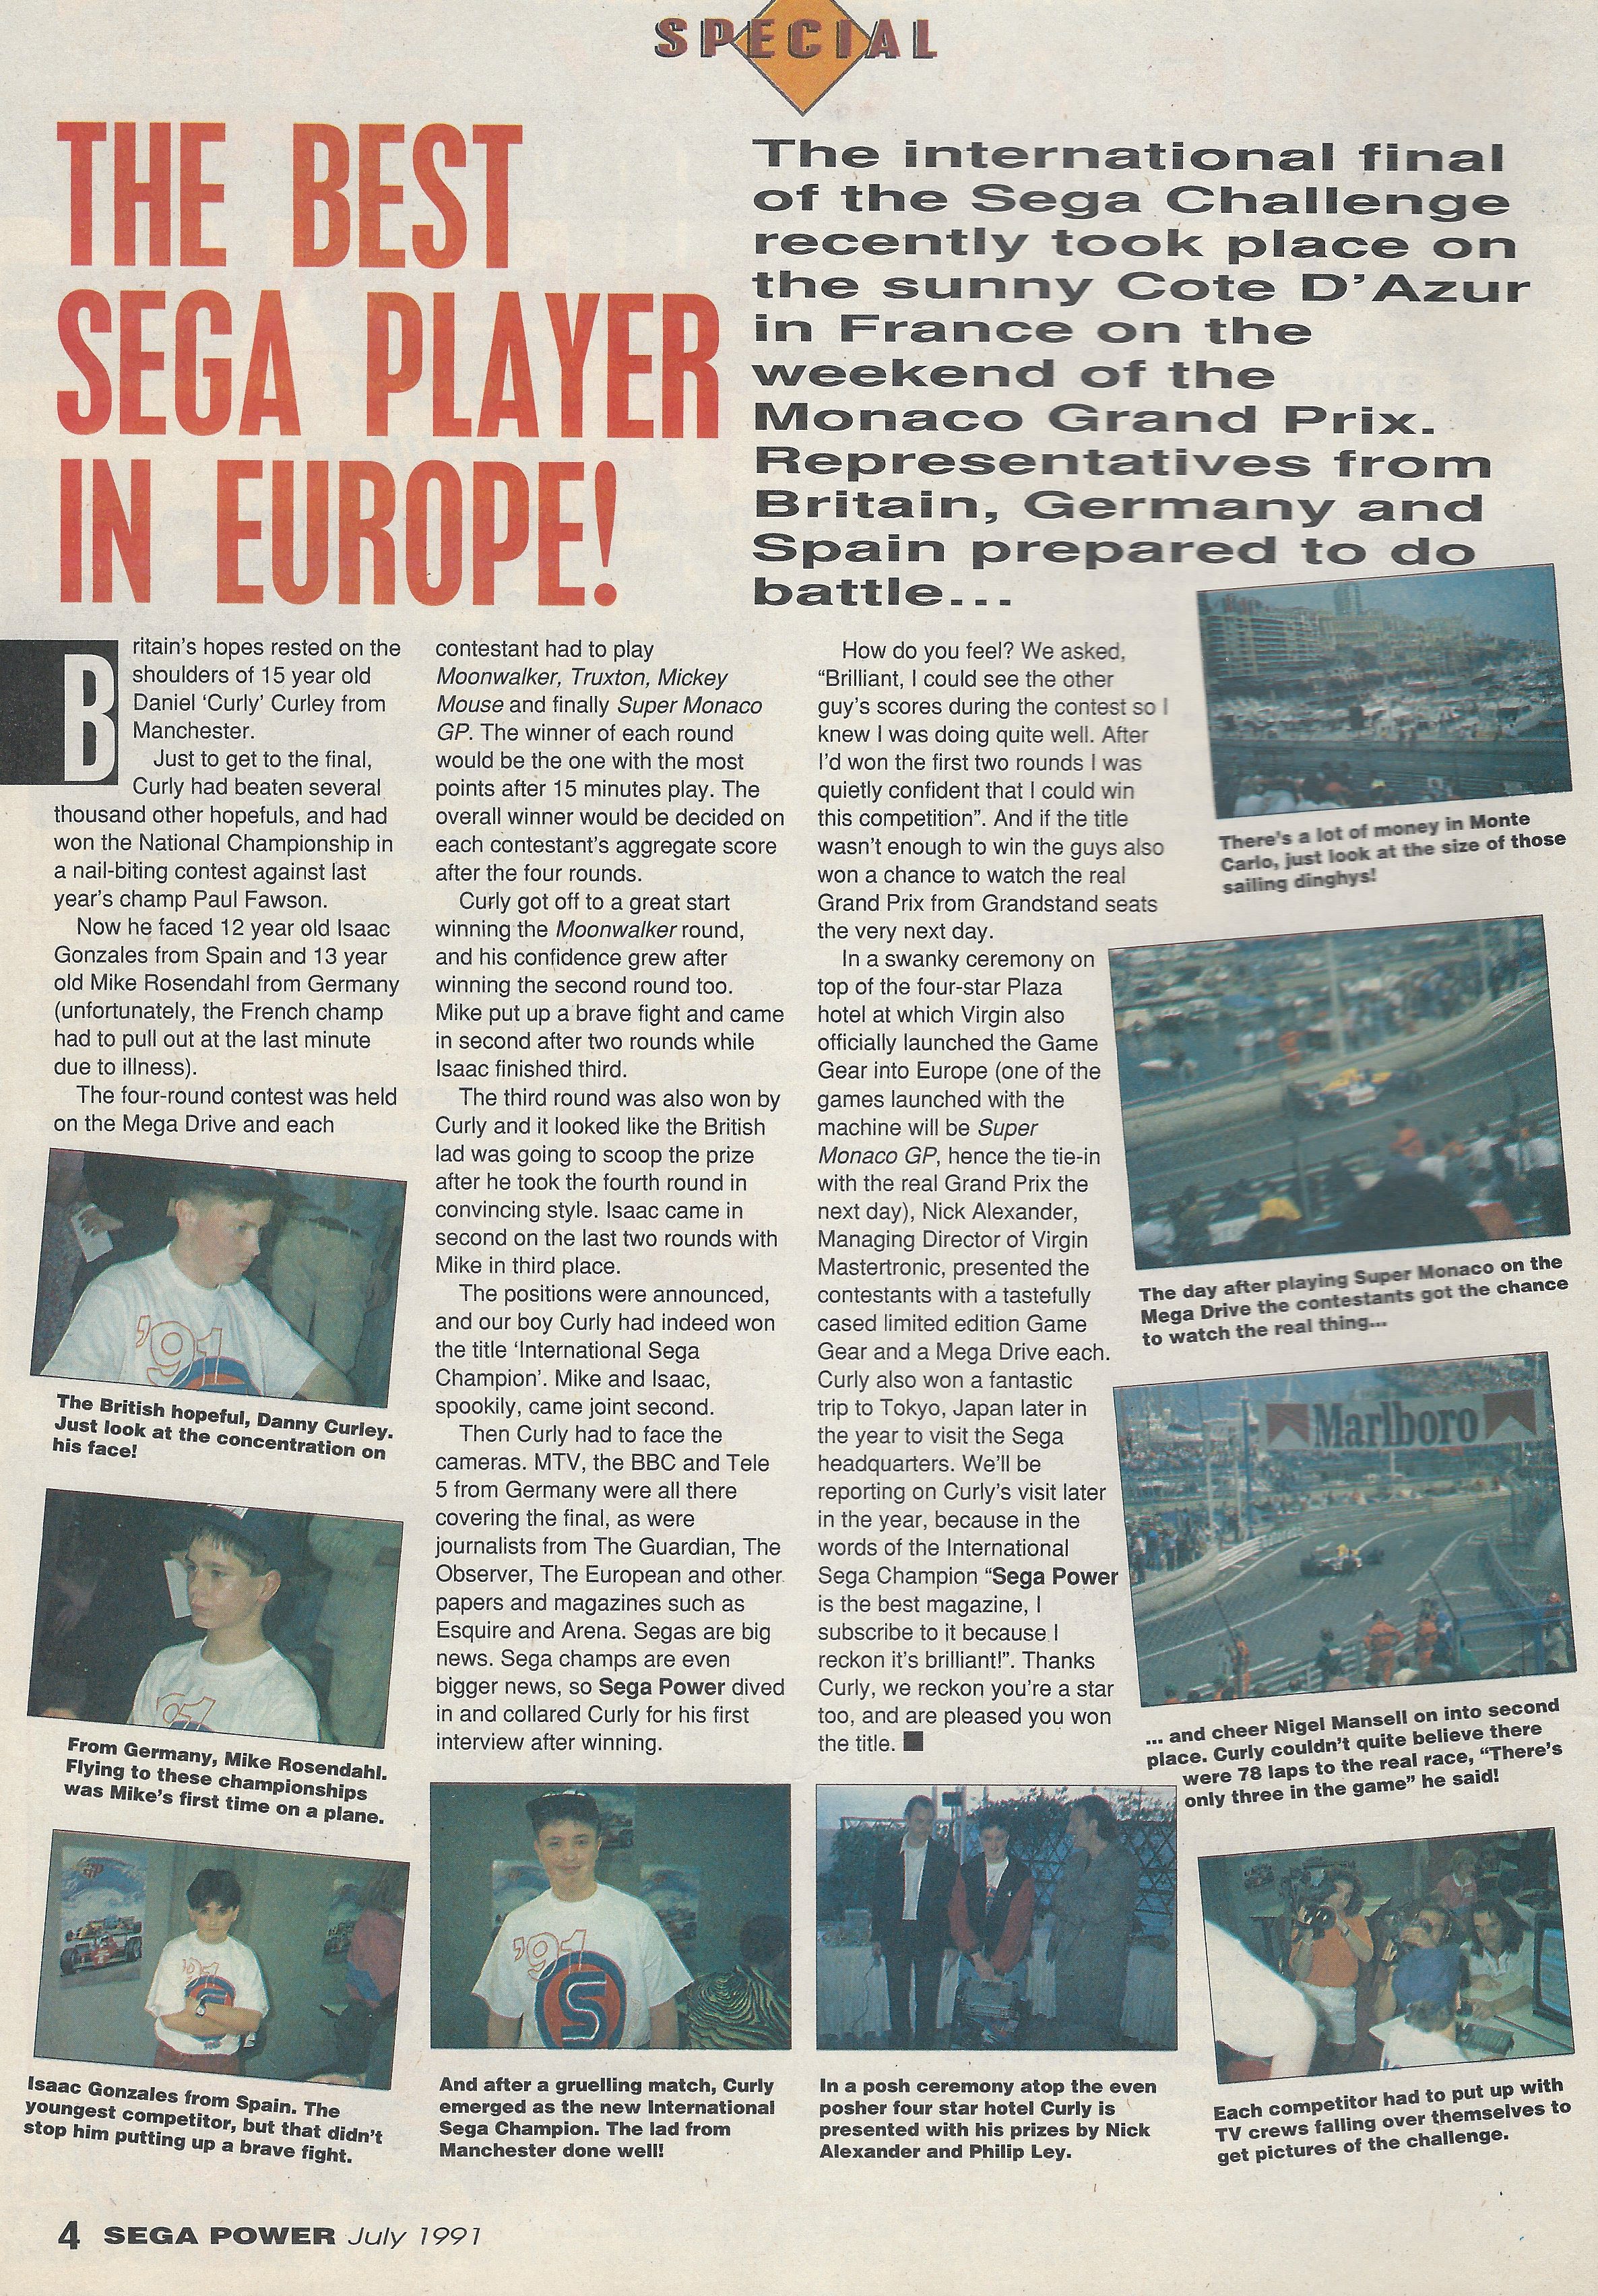 SPECIAL
THE BEST
SEGA PLAYER
IN EUROPE!
The international final
of the Sega Challenge
recently took place on
the sunny Cote D'Azur
in France on the
weekend of the
Monaco Grand Prix.
Representatives from
Britain, Germany and
Spain prepared to do
battle...
Britain's hopes rested on the
shoulders of 15 year old
Daniel 'Curly' Curley from
Manchester.
Just to get to the final,
Curly had beaten several
thousand other hopefuls, and had
won the National Championship in
a nail-biting contest against last
year's champ Paul Fawson.
Now he faced 12 year old Isaac
Gonzales from Spain and 13 year
old Mike Rosendahl from Germany
(unfortunately, the French champ
had to pull out at the last minute
due to illness).
The four-round contest was held
on the Mega Drive and each
contestant had to play
Moonwalker, Truxton, Mickey
Mouse and finally Super Monaco
GP. The winner of each round
would be the one with the most
points after 15 minutes play. The
overall winner would be decided on
each contestant's aggregate score
after the four rounds.
Curly got off to a great start
winning the Moonwalker round,
and his confidence grew after
winning the second round too.
Mike put up a brave fight and came
in second after two rounds while
Isaac finished third.
The third round was also won by
Curly and it looked like the British
lad was going to scoop the prize
after he took the fourth round in
convincing style. Isaac came in
second on the last two rounds with
Mike in third place.
The positions were announced,
and our boy Curly had indeed won
the title 'International Sega
Champion'. Mike and Isaac,
spookily, came joint second.
Then Curly had to face the
cameras. MTV, the BBC and Tele
5 from Germany were all there
covering the final, as were
journalists from The Guardian, The
Observer, The European and other
papers and magazines such as
Esquire and Arena. Segas are big
news. Sega champs are even
bigger news, so Sega Power dived
in and collared Curly for his first
interview after winning.
How do you feel? We asked,
"Brilliant, I could see the other
guy's scores during the contest so I
knew I was doing quite well. After
I'd won the first two rounds I was
quietly confident that I could win
this competition". And if the title
wasn't enough to win the guys also
won a chance to watch the real
Grand Prix from Grandstand seats
the very next day.
In a swanky ceremony on
top of the four-star Plaza
hotel at which Virgin also
officially launched the Game
Gear into Europe (one of the
games launched with the
machine will be Super
Monaco GP, hence the tie-in
with the real Grand Prix the
next day), Nick Alexander,
Managing Director of Virgin
Mastertronic, presented the
contestants with a tastefully
cased limited edition Game
Gear and a Mega Drive each.
Curly also won a fantastic
trip to Tokyo, Japan later in
the year to visit the Sega
headquarters. We'll be
reporting on Curly's visit later
in the year, because in the
words of the International
Sega Champion "Sega Power
is the best magazine, I
subscribe to it because I
reckon it's brilliant!". Thanks
Curly, we reckon you're a star
too, and are pleased you won
the title.
There's a lot of money in Monte
Carlo, just look at the size of those
sailing dinghys!
The day after playing Super Monaco on the
Mega Drive the contestants got the chance
to watch the real thing...
Marlboro
... and cheer Nigel Mansell on into second
place. Curly couldn't quite believe there
were 78 laps to the real race, "There's
only three in the game" he said!
'91
The British hopeful, Danny Curley.
Just look at the concentration on
his face!
From Germany, Mike Rosendahl.
Flying to these championships
was Mike's first time on a plane.
GP
'91
Isaac Gonzales from Spain. The
youngest competitor, but that didn't
stop him putting up a brave fight.
'91
S
And after a gruelling match, Curly
emerged as the new International
Sega Champion. The lad from
Manchester done well!
In a posh ceremony atop the even
posher four star hotel Curly is
presented with his prizes by Nick
Alexander and Philip Ley.
Each competitor had to put up with
TV crews falling over themselves to
get pictures of the challenge.
4 SEGA POWER July 1991